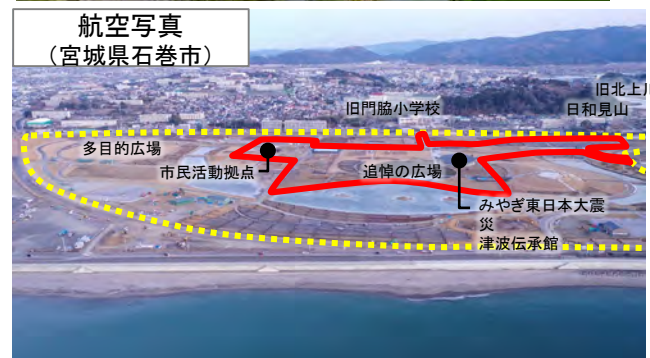 航空写真
（宮城県石巻市）
旧北上川
旧門脇小学校
日和見山
多目的広場
市民活動拠点
追悼の広場
みやぎ東日本大震
災
津波伝承館